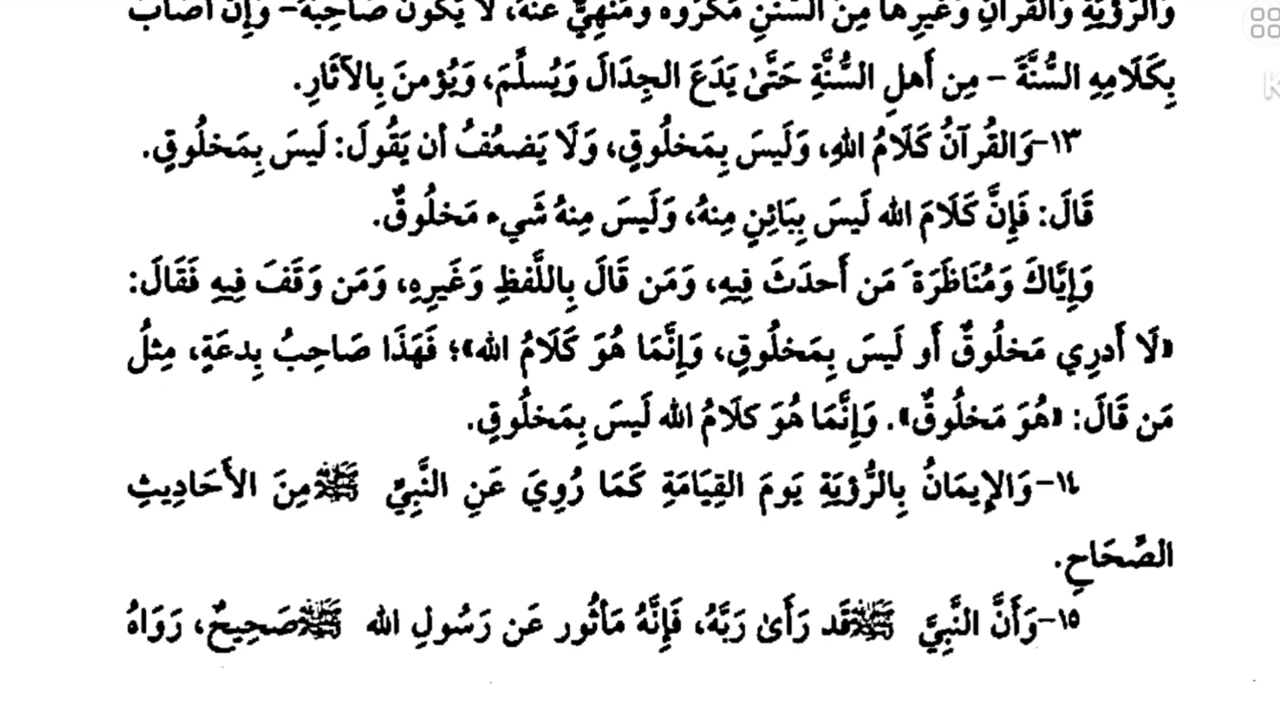 وَالرُّؤْيَةِ وَالقُرآنِ وَغَيرِهَا مِنَ السُّنَنِ مَكرُوهٌ وَمَنهِيٌّ عَنهُ، لَا يَكُونُ صَاحِبُهُ- وَإِن أَصَابَ
بِكَلَامِهِ السُّنَّةَ - مِن أَهلِ السُّنَّةِ حَتَّىٰ يَدَعَ الجِدَالَ وَيُسلِّمَ، وَيُؤمنَ بِالآثَارِ.
١٣-وَالقُرآنُ كَلَامُ اللهِ، وَلَيسَ بِمَخلُوقٍ، وَلَا يَضعُفُ أن يَقُولَ: لَيسَ بِمَخلُوقٍ.
قَالَ: فَإِنَّ كَلَامَ الله لَيسَ بِبَائِنٍ مِنهُ، وَلَيسَ مِنهُ شَيء مَخلُوقٌ.
وَإِيَّاكَ وَمُنَاظَرَةَ مَن أَحدَثَ فِيهِ، وَمَن قَالَ بِاللَّفظِ وَغَيرِهِ، وَمَن وَقَفَ فِيهِ فَقَالَ:
«لَا أَدرِي مَخلُوقٌ أَو لَيسَ بِمَخلُوقٍ، وَإِنَّمَا هُوَ كَلَامُ الله»؛ فَهَذَا صَاحِبُ بِدعَةٍ، مِثلُ
مَن قَالَ: «هُوَ مَخلُوقٌ». وَإِنَّمَا هُوَ كلَامُ الله لَيسَ بِمَخلُوقٍ.
١٤-وَالإِيمَانُ بِالرُّؤيَةِ يَومَ القِيَامَةِ كَمَا رُوِيَ عَنِ النَّبِيِّ ﷺ مِنَ الأَحَادِيثِ
الصِّحَاحِ.
١٥-وَأَنَّ النَّبِيَّ ﷺ قَد رَأَىٰ رَبَّهُ، فَإِنَّهُ مَأثُور عَن رَسُولِ الله ﷺ صَحِيحٌ، رَوَاهُ